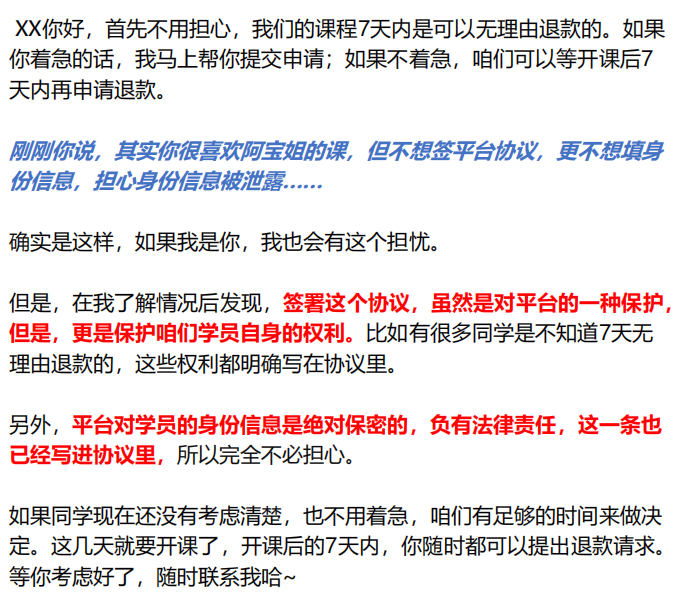 XX你好，首先不用担心，我们的课程7天内是可以无理由退款的。如果
你着急的话，我马上帮你提交申请；如果不着急，咱们可以等开课后7
天内再申请退款。
刚刚你说，其实你很喜欢阿宝姐的课，但不想签平台协议，更不想填身
份信息，担心身份信息被泄露……
确实是这样，如果我是你，我也会有这个担忧。
但是，在我了解情况后发现，签署这个协议，虽然是对平台的一种保护，
但是，更是保护咱们学员自身的权利。比如有很多同学是不知道7天无
理由退款的，这些权利都明确写在协议里。
另外，平台对学员的身份信息是绝对保密的，负有法律责任，这一条也
已经写进协议里，所以完全不必担心。
如果同学现在还没有考虑清楚，也不用着急，咱们有足够的时间来做决
定。这几天就要开课了，开课后的7天内，你随时都可以提出退款请求。
等你考虑好了，随时联系我哈~